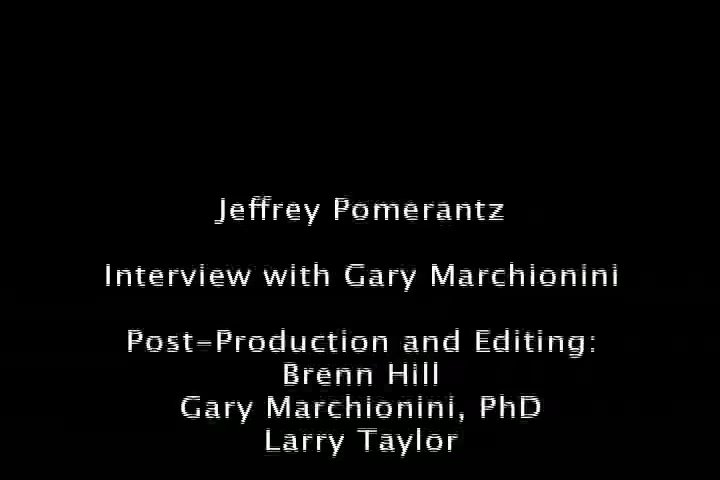 Jeffrey Pomerantz
Interview with Gary Marchionini
Post-Production and Editing:
Brenn Hill
Gary Marchionini, PhD
Larry Taylor